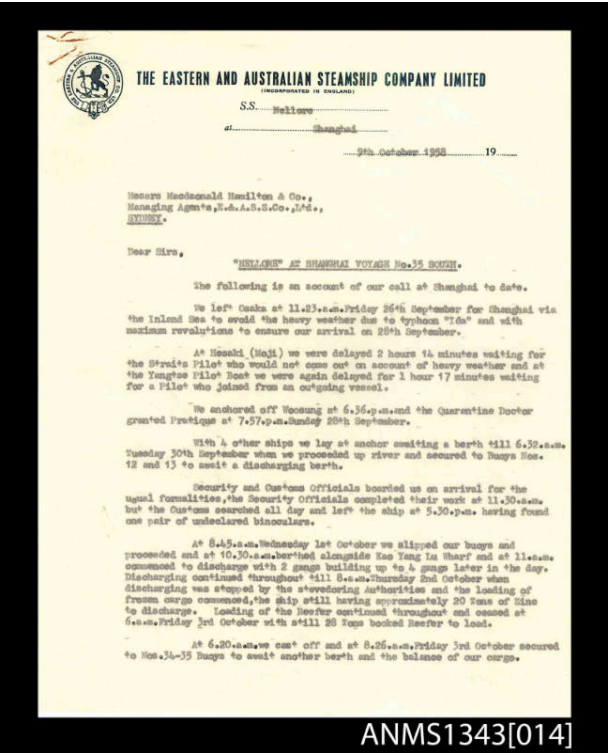 THE EASTERN AND AUSTRALIAN STEAMSHIP COMPANY LIMITED
(INCORPORATED IN ENGLAND)
S.S. Nellore
at Shanghai
9th October 1958 19
Messrs Macdonald Hamilton & Co.,
Managing Agents,E.& A.S.S.Co.,Ltd.,
SYDNEY.
Dear Sirs,
"NELLORE" AT SHANGHAI VOYAGE No.35 SOUTH.
The following is an account of our call at Shanghai to date.
We left Osaka at 11.23.a.m.Friday 26th September for Shanghai via
the Inland Sea to avoid the heavy weather due to typhoon "Ida" and with
maximum revolutions to ensure our arrival on 28th September.
At Hesaki (Moji) we were delayed 2 hours 14 minutes waiting for
the Straits Pilot who would not come out on account of heavy weather and at
the Yangtse Pilot Boat we were again delayed for 1 hour 17 minutes waiting
for a Pilot who joined from an outgoing vessel.
We anchored off Woosung at 6.36.p.m.and the Quarantine Doctor
granted Pratique at 7.57.p.m.Sunday 28th September.
With 4 other ships we lay at anchor awaiting a berth till 6.32.a.m.
Tuesday 30th September when we proceeded up river and secured to Buoys Nos.
12 and 13 to await a discharging berth.
Security and Customs Officials boarded us on arrival for the
usual formalities,the Security Officials completed their work at 11.30.a.m.
but the Customs searched all day and left the ship at 5.30.p.m. having found
one pair of undeclared binoculars.
At 8.45.a.m.Wednesday 1st October we slipped our buoys and
proceeded and at 10.30.a.m.berthed alongside Kao Yang Lu Wharf and at 11.a.m.
commenced to discharge with 2 gangs building up to 4 gangs later in the day.
Discharging continued throughout till 8.a.m.Thursday 2nd October when
discharging was stopped by the stevedoring Authorities and the loading of
frozen cargo commenced,the ship still having approximately 20 Tons of Zinc
to discharge. Loading of the Reefer continued throughout and ceased at
6.a.m.Friday 3rd October with still 28 Tons booked Reefer to load.
At 6.20.a.m.we cast off and at 8.26.a.m.Friday 3rd October secured
to Nos.34-35 Buoys to await another berth and the balance of our cargo.
ANMS1343[014]